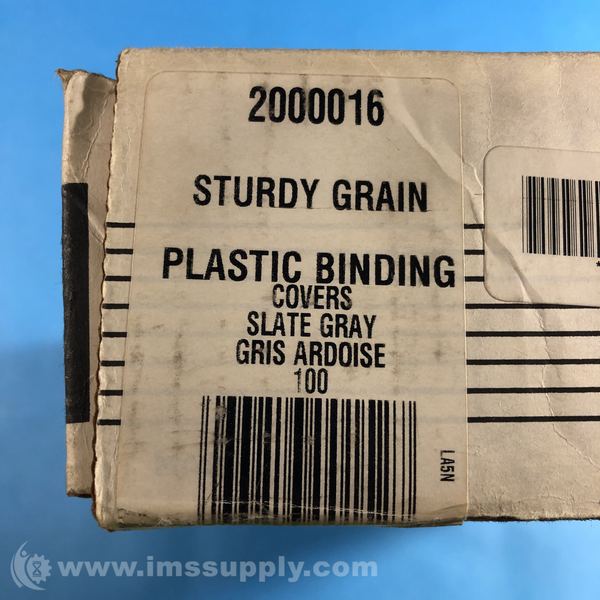 2000016
STURDY GRAIN
PLASTIC BINDING
COVERS
SLATE GRAY
GRIS ARDOISE
100
LA5N
www.imssupply.com